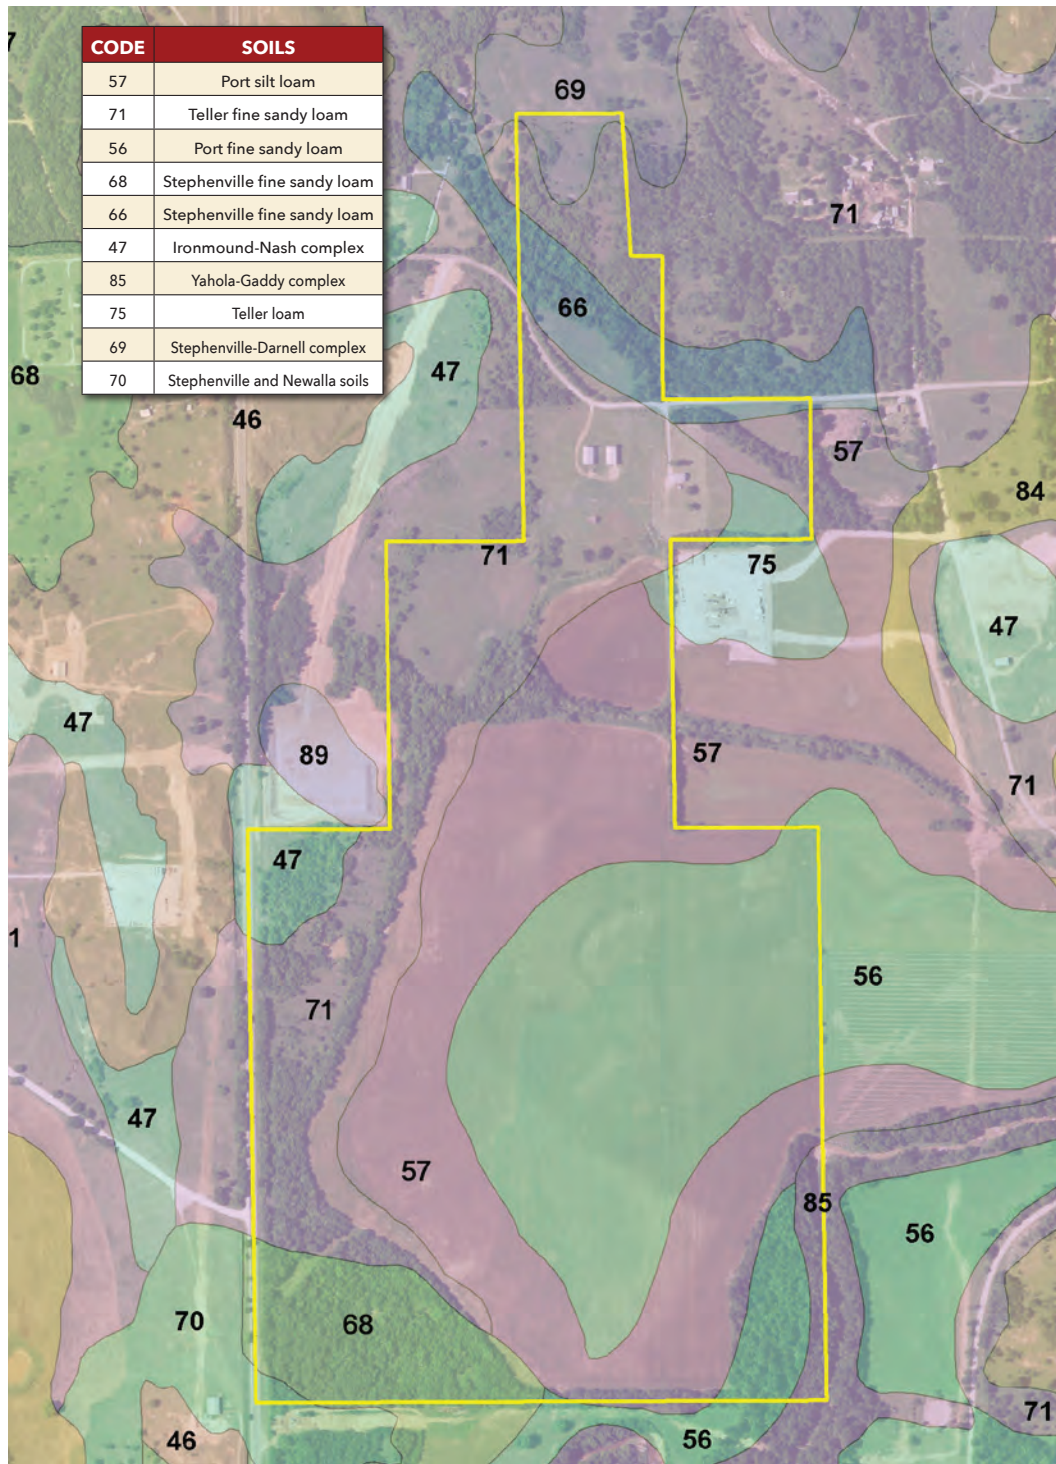 7
CODE SOILS
57 Port silt loam
71 Teller fine sandy loam
56 Port fine sandy loam
68 Stephenville fine sandy loam
66 Stephenville fine sandy loam
47 Ironmound-Nash complex
85 Yahola-Gaddy complex
75 Teller loam
69 Stephenville-Darnell complex
70 Stephenville and Newalla soils
69
71
66
47
68
46
57
84
71
75
47
47
89
57
71
47
1
56
71
47
57
85
56
70
68
71
46
56